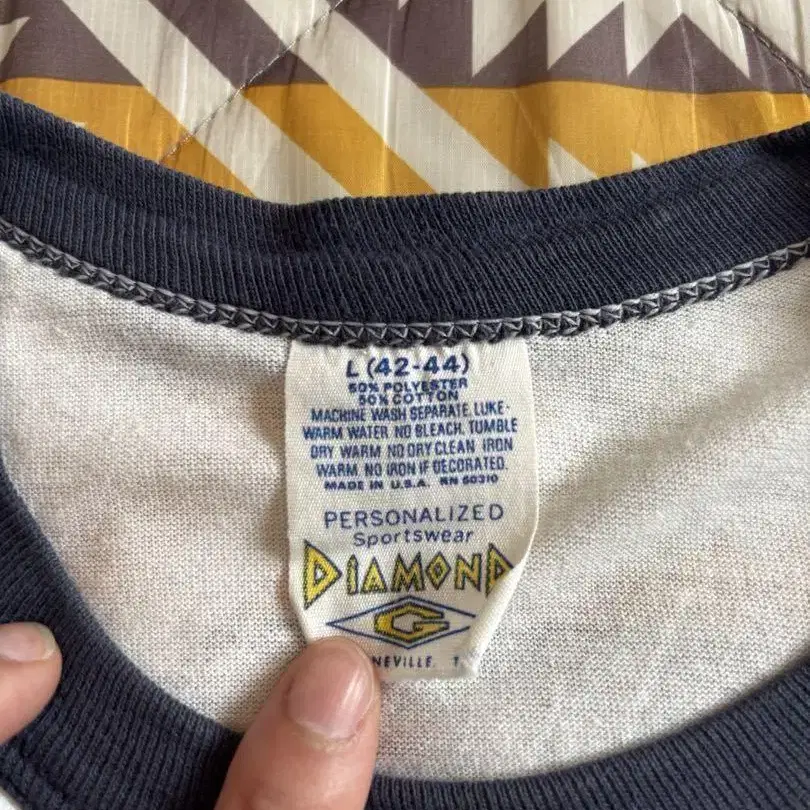 L (42-44)
50% POLYESTER
50% COTTON
MACHINE WASH SEPARATE LUKE-
WARM WATER NO BLEACH. TUMBLE
DRY WARM NO DRY CLEAN IRON
WARM. NO IRON IF DECORATED.
MADE IN U.S.A. RN 60310
PERSONALIZED
Sportswear
DIAMOND
G